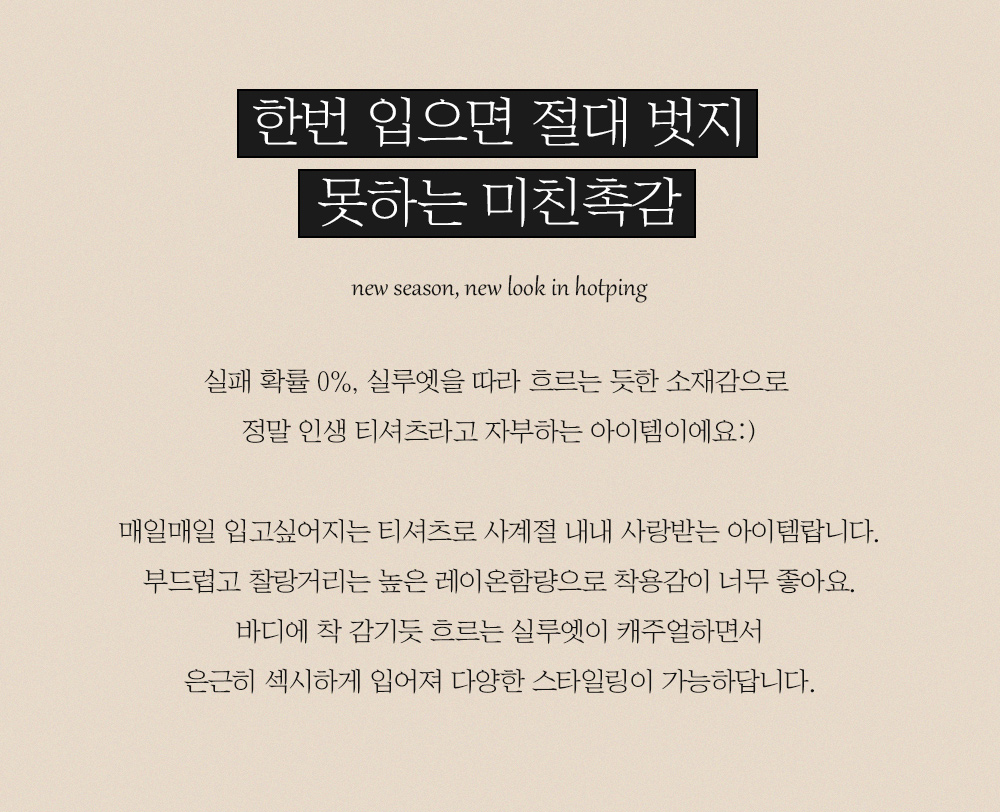 한번 입으면 절대 벗지
못하는 미친촉감
new season, new look in hotping
실패 확률 0%, 실루엣을 따라 흐르는 듯한 소재감으로
정말 인생 티셔츠라고 자부하는 아이템이에요:)
매일매일 입고싶어지는 티셔츠로 사계절 내내 사랑받는 아이템랍니다.
부드럽고 찰랑거리는 높은 레이온함량으로 착용감이 너무 좋아요.
바디에 착 감기듯 흐르는 실루엣이 캐주얼하면서
은근히 섹시하게 입어져 다양한 스타일링이 가능하답니다.